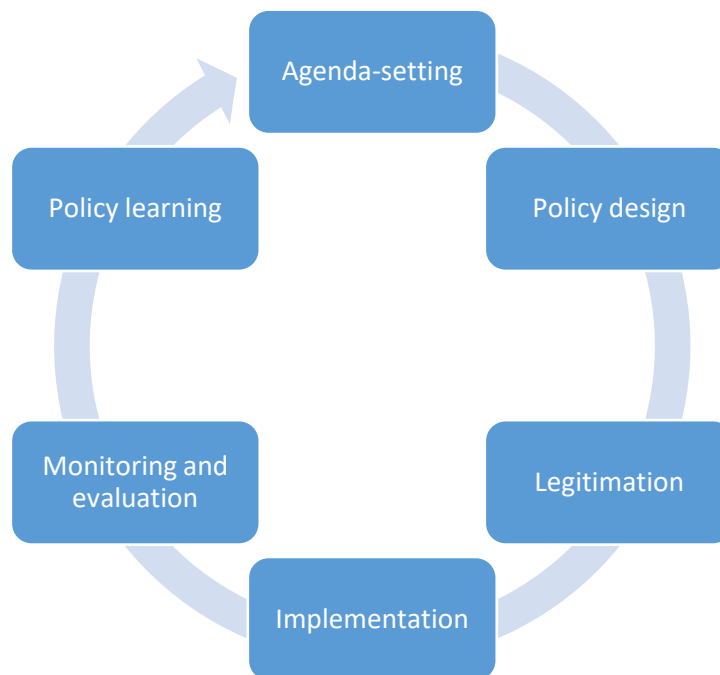 Agenda-setting
Policy design
Legitimation
Implementation
Monitoring and
evaluation
Policy learning